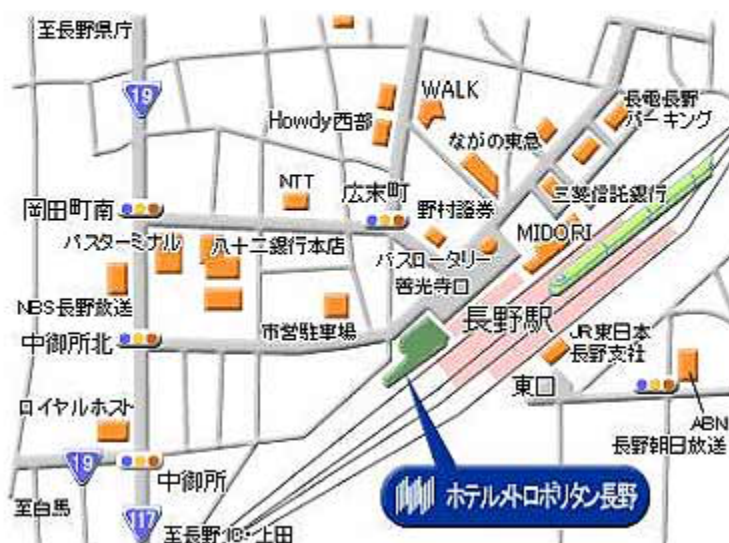 至長野県庁
19
WALK
Howdy西部
長電長野
パーキング
ながの東急
NTT
広末町
岡田町南
野村證券
三菱信託銀行
バスターミナル
八十二銀行本店
MIDORI
バスロータリー
善光寺口
NBS長野放送
市営駐車場
長野駅
JR東日本
長野支社
中御所北
東口
ロイヤルホスト
ABN
長野朝日放送
19
中御所
至白馬
117
至長野IC・上田
ホテルメトロポリタン長野